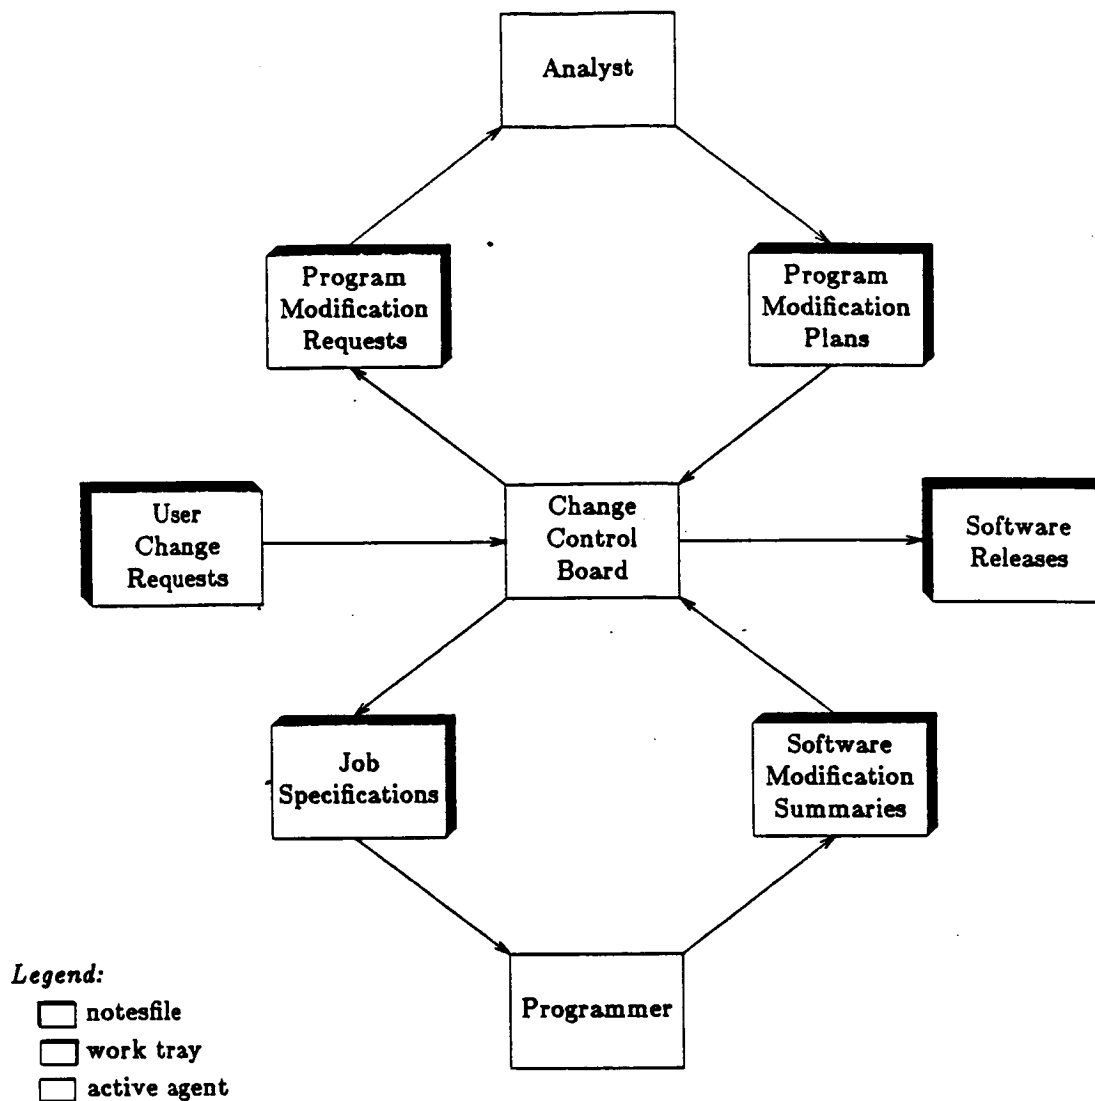 Analyst
Program
Modification
Requests
Program
Modification
Plans
User
Change
Requests
Change
Control
Board
Software
Releases
Job
Specifications
Software
Modification
Summaries
Programmer
Legend:
notesfile
work tray
active agent